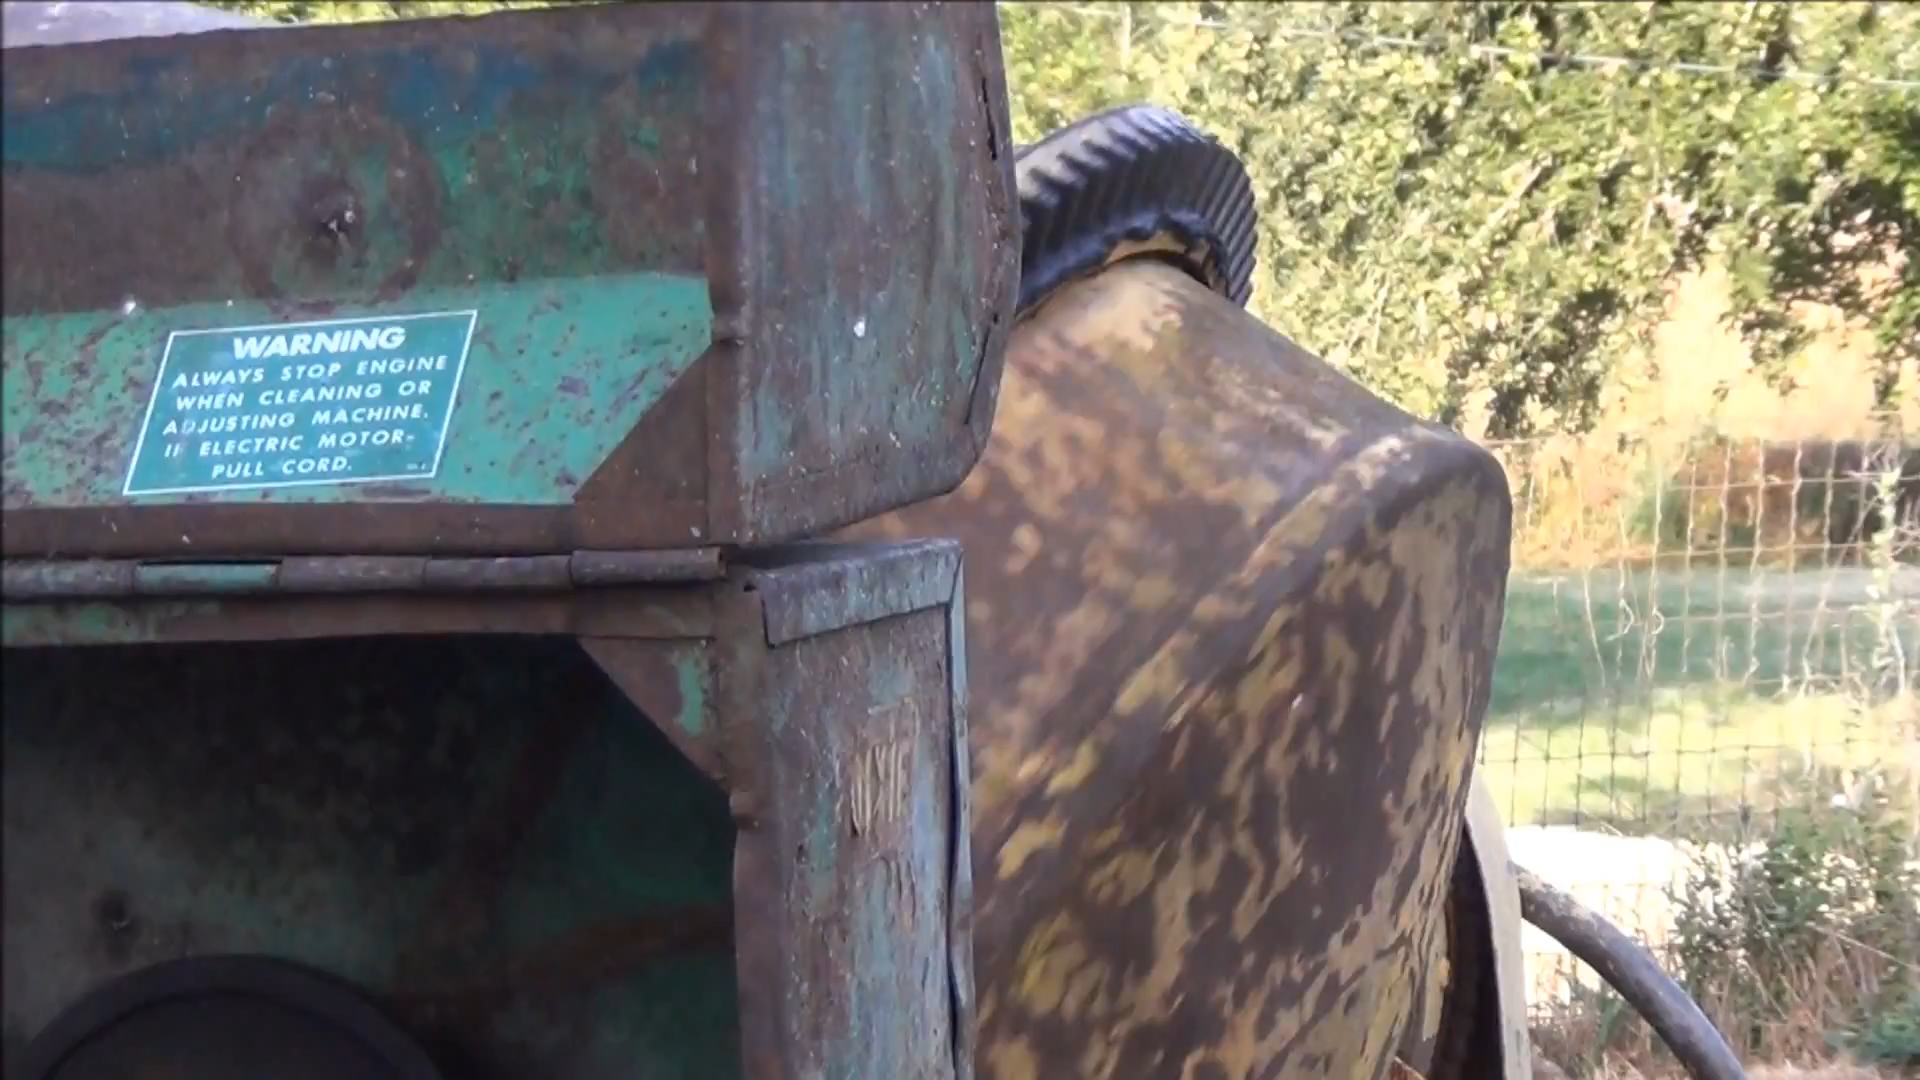 WARNING
ALWAYS STOP ENGINE
WHEN CLEANING OR
ADJUSTING MACHINE.
IF ELECTRIC MOTOR-
PULL CORD.